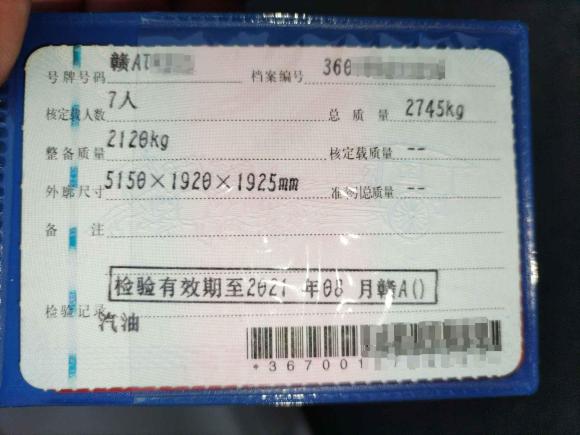 号牌号码 赣A 档案编号 360
核定载人数 7人 总质量 2745kg
整备质量 2120kg 核定载质量 --
外廓尺寸 5150×1920×1925mm 准牵引总质量 --
备注
检验有效期至2021年08月赣A()
检验记录
汽油
*367001